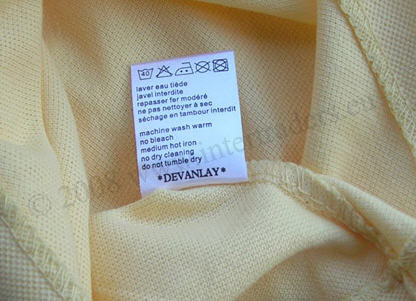 40
laver eau tiède
javel interdite
repasser fer modéré
ne pas nettoyer à sec
séchage en tambour interdit
machine wash warm
no bleach
medium hot iron
no dry cleaning
do not tumble dry
*DEVANLAY*
© 2008